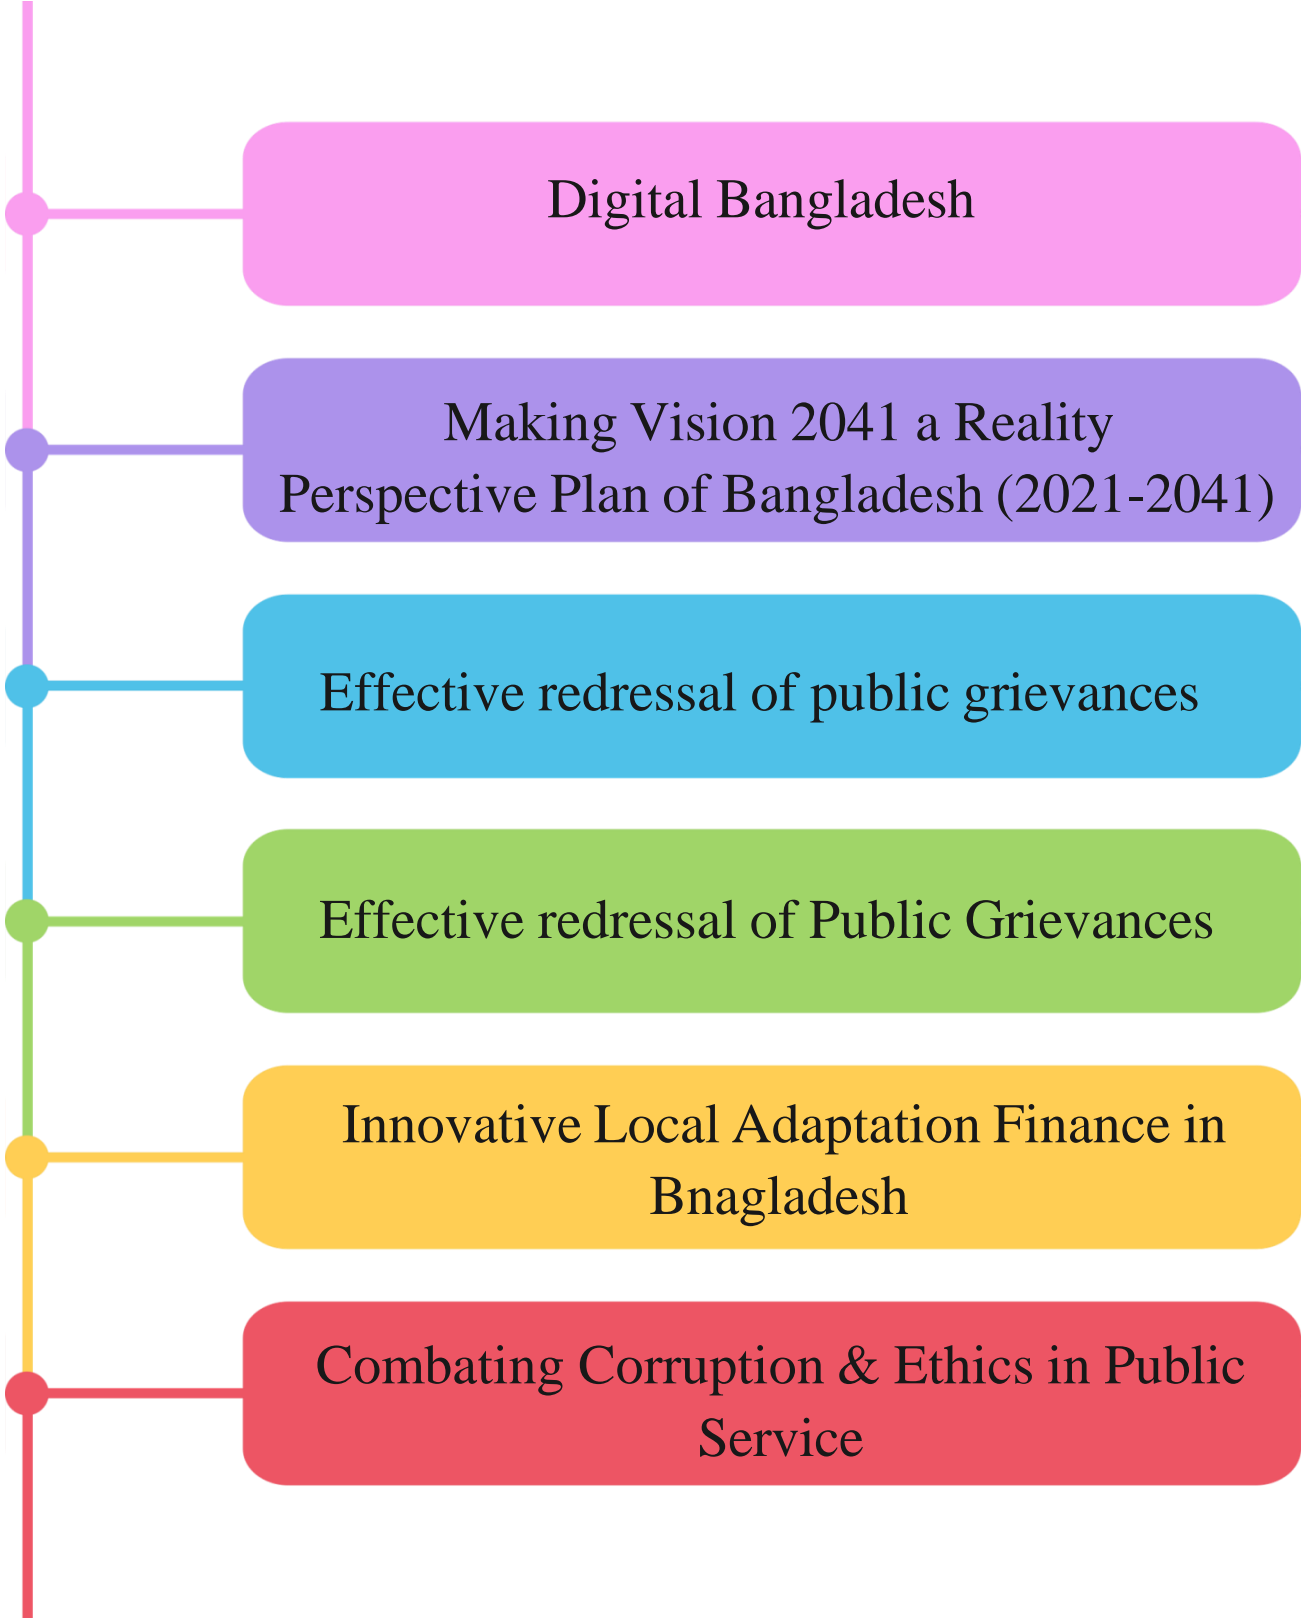 Digital Bangladesh
Making Vision 2041 a Reality
Perspective Plan of Bangladesh (2021-2041)
Effective redressal of public grievances
Effective redressal of Public Grievances
Innovative Local Adaptation Finance in
Bnagladesh
Combating Corruption & Ethics in Public
Service